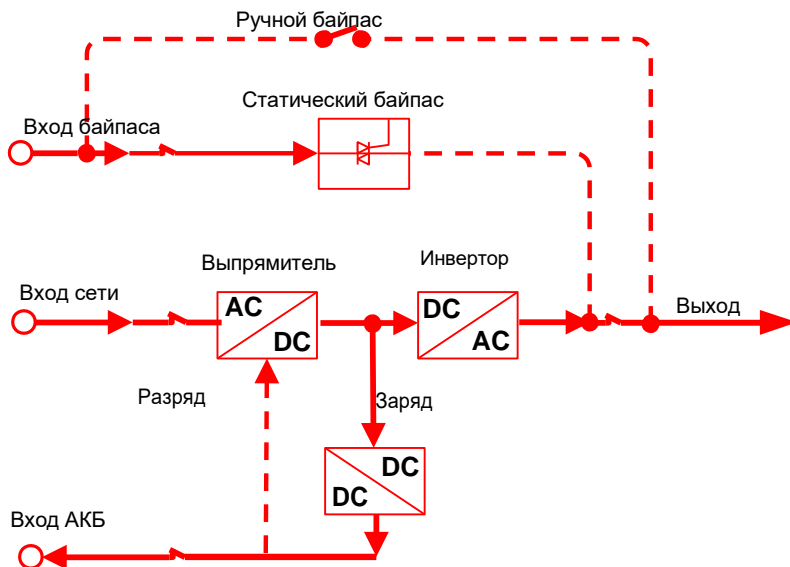 Ручной байпас
Статический байпас
Вход байпаса
Выпрямитель
Инвертор
Вход сети
AC
DC
DC
AC
Выход
Разряд
Заряд
DC
DC
Вход АКБ